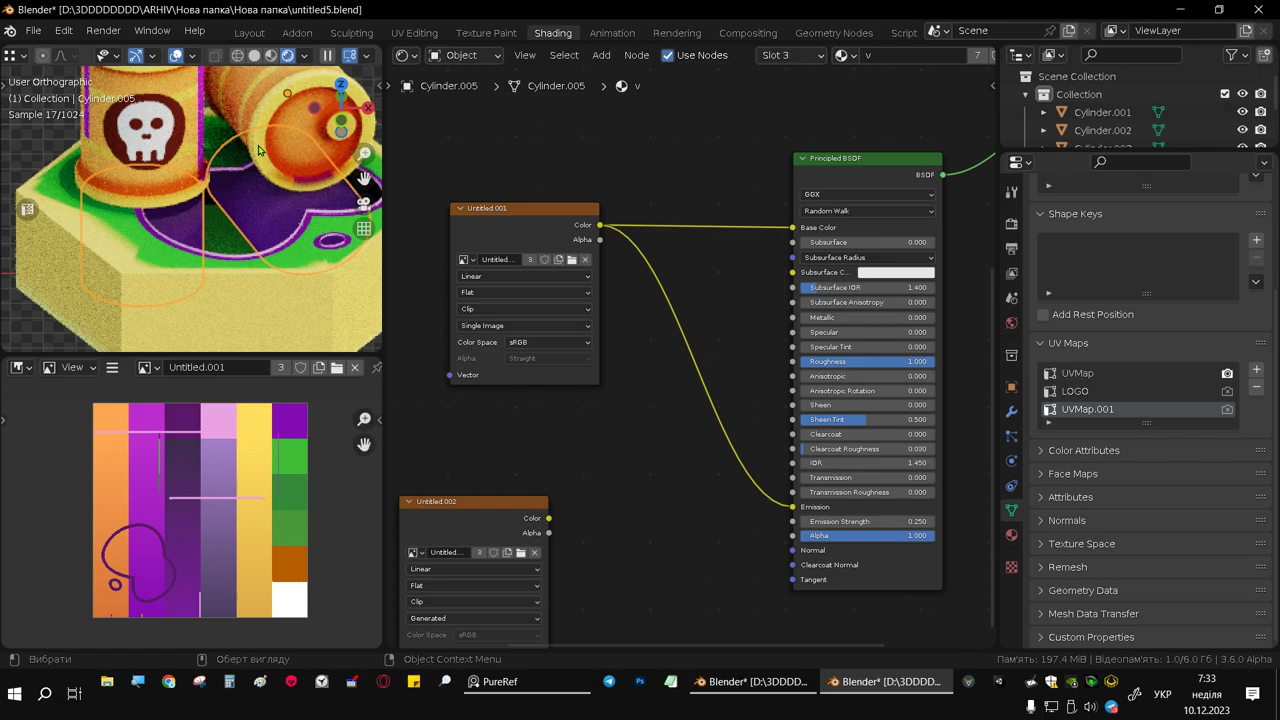 Blender* [D:\3DDDDDDDD\ARHIV\Нова папка\Нова папка\untitled5.blend]
File Edit Render Window Help Layout Modeling Sculpting UV Editing Texture Paint Shading Animation Rendering Compositing Geometry Nodes Script Scene ViewLayer
Object View Select Add Node Use Nodes Slot 3 v 7
User Orthographic
(1) Collection | Cylinder.005
Sample 17/1024
Z
X
Cylinder.005 Cylinder.005 v
Scene Collection
Collection
Cylinder.001
Cylinder.002
Principled BSDF
BSDF
GGX
Random Walk
Base Color
Subsurface 0.000
Subsurface Radius
Subsurface C...
Subsurface IOR 1.400
Subsurface Anisotropy 0.000
Metallic 0.000
Specular 0.000
Specular Tint 0.000
Roughness 1.000
Anisotropic 0.000
Anisotropic Rotation 0.000
Sheen 0.000
Sheen Tint 0.500
Clearcoat 0.000
Clearcoat Roughness 0.030
IOR 1.450
Transmission 0.000
Transmission Roughness 0.000
Emission
Emission Strength 0.250
Alpha 1.000
Normal
Clearcoat Normal
Tangent
Untitled.001
Color
Alpha
Untitled.... 3
Linear
Flat
Clip
Single Image
Color Space sRGB
Alpha Straight
Vector
Untitled.002
Color
Alpha
Untitled.... 3
Linear
Flat
Clip
Generated
Color Space sRGB
View Untitled.001 3
Shape Keys
Add Rest Position
UV Maps
UVMap
LOGO
UVMap.001
Color Attributes
Face Maps
Attributes
Normals
Texture Space
Remesh
Geometry Data
Mesh Data Transfer
Custom Properties
Вибрати Оберт вигляду Object Context Menu Пам'ять: 197.4 MiB | Відеопам'ять: 1.0/6.0 Гб | 3.6.0 Alpha
PureRef Blender* [D:\3DDDD... Blender* [D:\3DDDD... УКР
7:33
неділя
10.12.2023